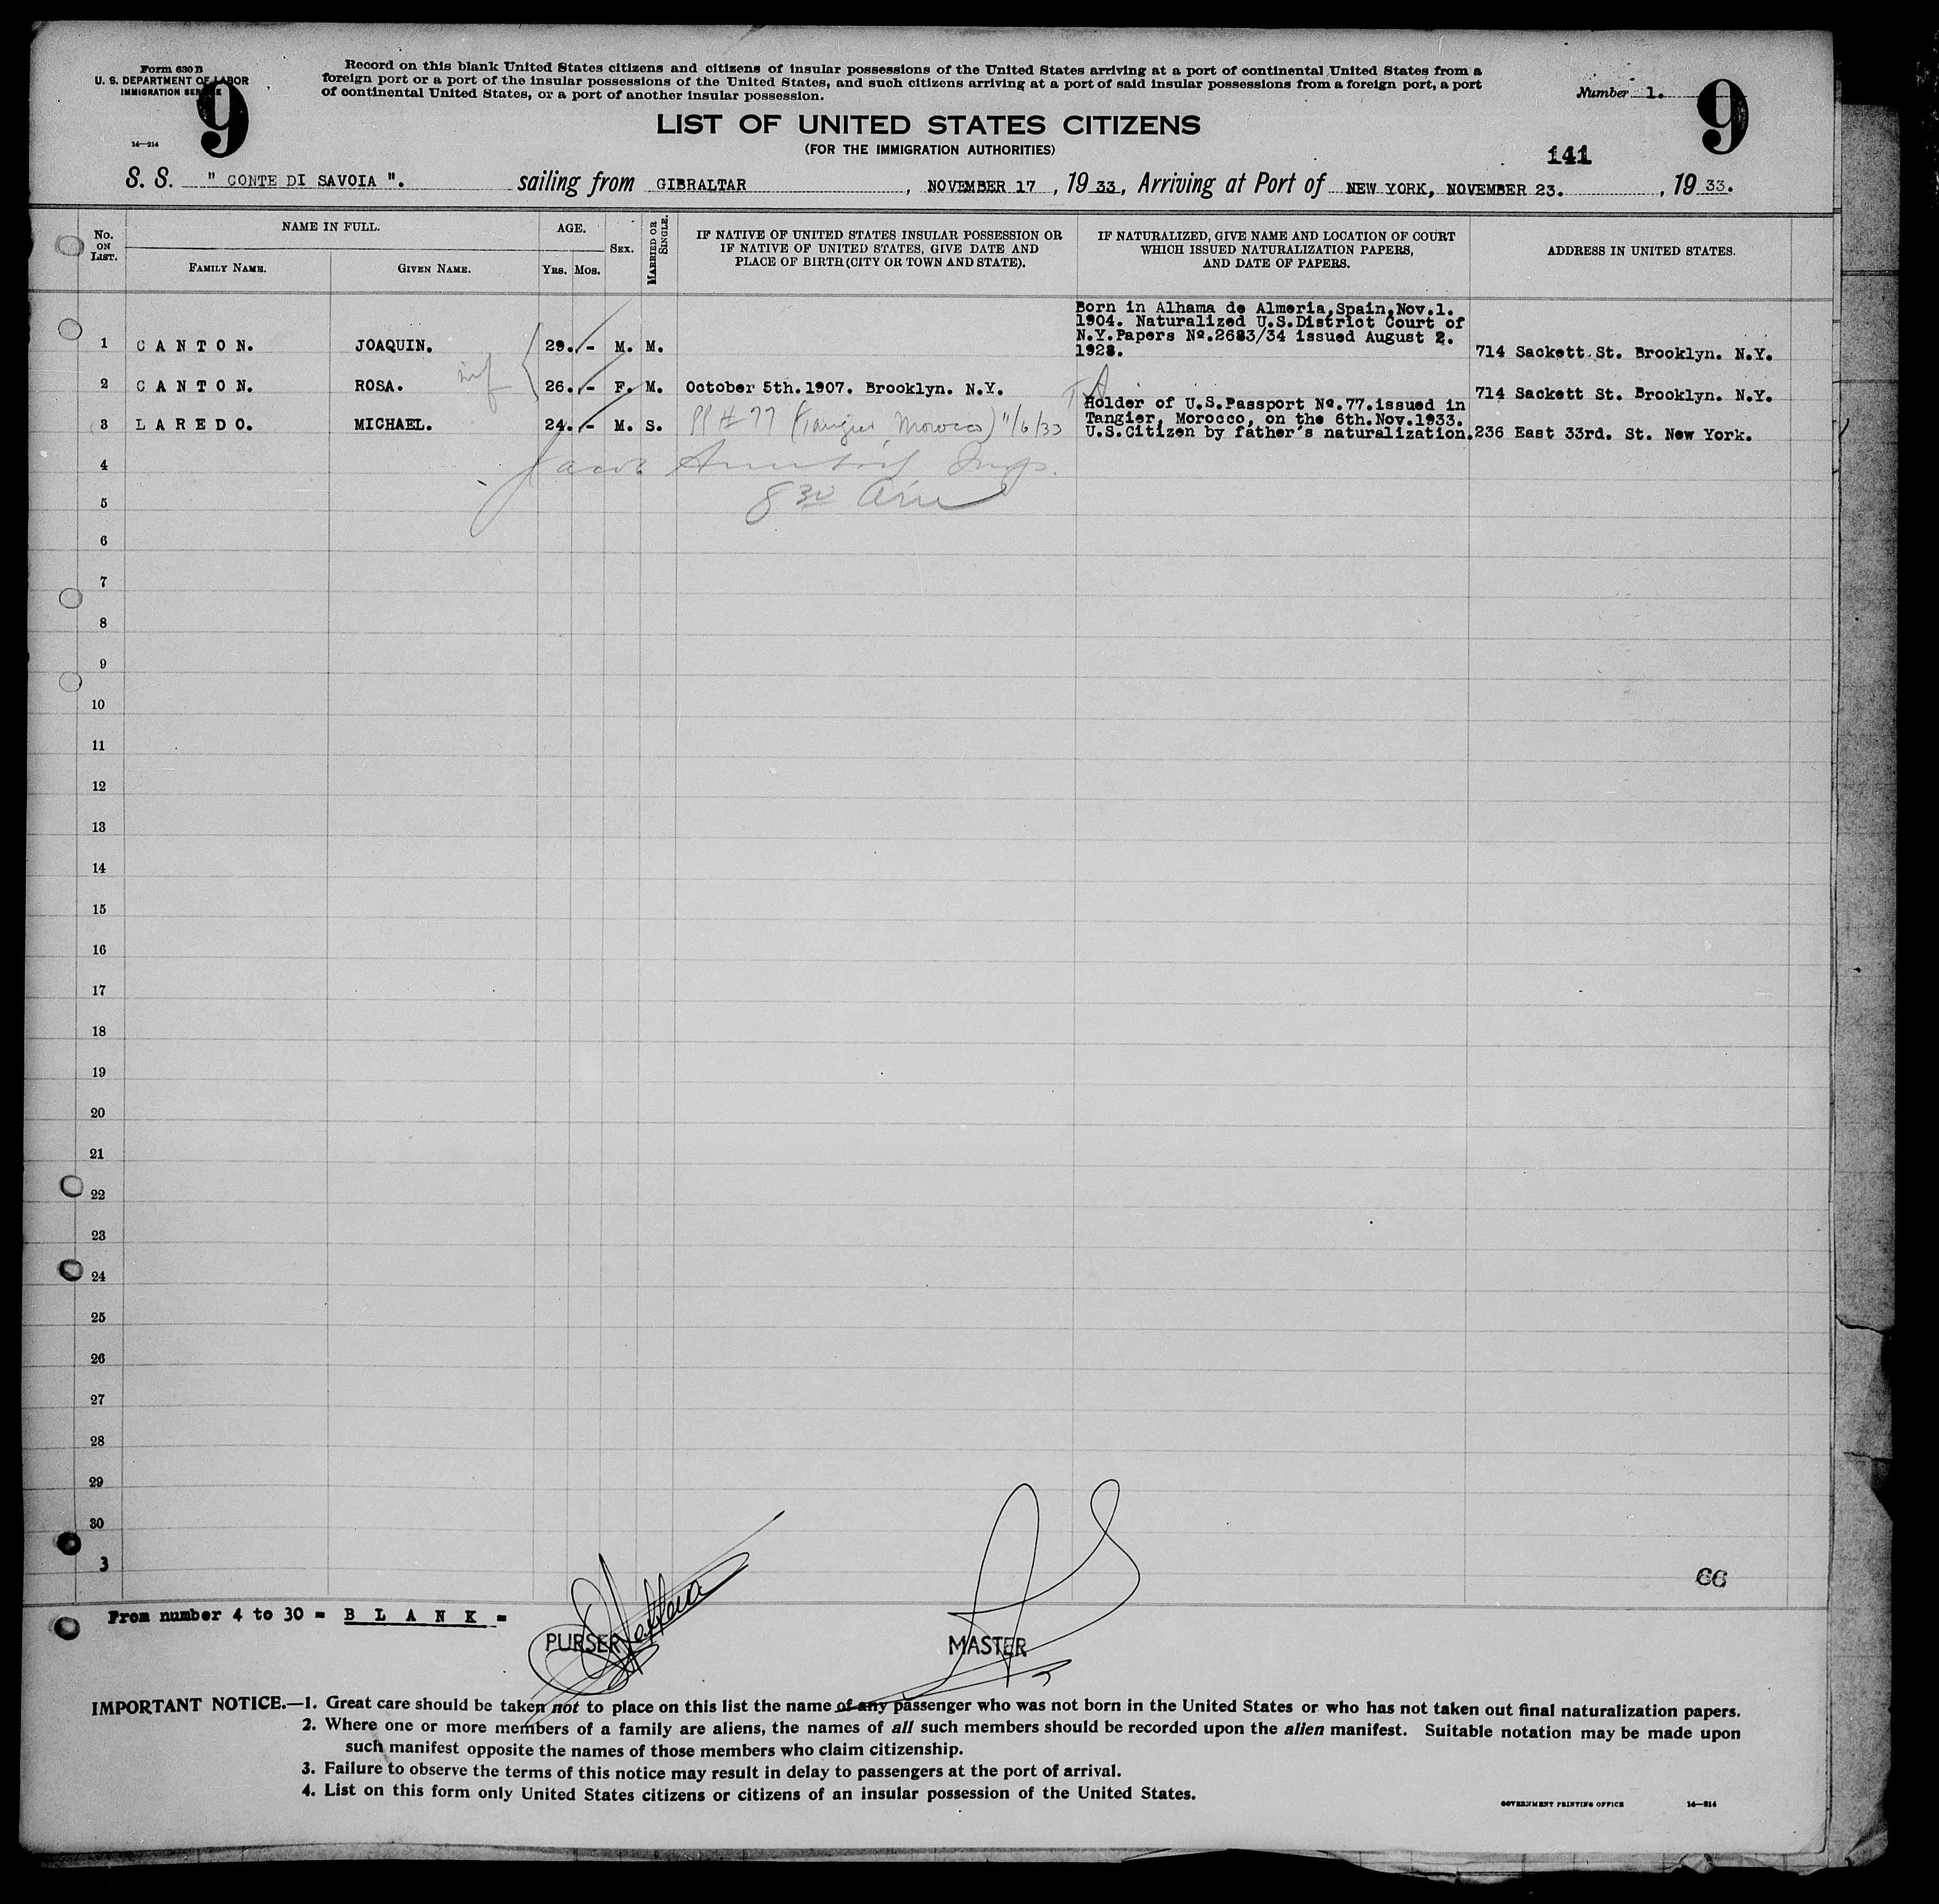 Form 630 B
U. S. DEPARTMENT OF LABOR
IMMIGRATION SERVICE
9
14—214
Record on this blank United States citizens and citizens of insular possessions of the United States arriving at a port of continental United States from a
foreign port or a port of the insular possessions of the United States, and such citizens arriving at a port of said insular possessions from a foreign port, a port
of continental United States, or a port of another insular possession.
Number 1.
9
LIST OF UNITED STATES CITIZENS
(FOR THE IMMIGRATION AUTHORITIES)
141
S. S. " CONTE DI SAVOIA ". sailing from GIBRALTAR , NOVEMBER 17 , 19 33, Arriving at Port of NEW YORK, NOVEMBER 23. , 19 33.
No. ON LIST.
NAME IN FULL.
FAMILY NAME.
GIVEN NAME.
AGE.
YRS. MOS.
SEX.
MARRIED OR SINGLE.
IF NATIVE OF UNITED STATES INSULAR POSSESSION OR
IF NATIVE OF UNITED STATES, GIVE DATE AND
PLACE OF BIRTH (CITY OR TOWN AND STATE).
IF NATURALIZED, GIVE NAME AND LOCATION OF COURT
WHICH ISSUED NATURALIZATION PAPERS,
AND DATE OF PAPERS.
ADDRESS IN UNITED STATES.
1 C A N T O N. JOAQUIN. 29. - M. M.
Born in Alhama de Almeria,Spain,Nov.1.
1904. Naturalized U.S.District Court of
N.Y.Papers Nº.2683/34 issued August 2.
1928.
714 Sackett St. Brooklyn. N.Y.
2 C A N T O N. ROSA. 26. - F. M. October 5th.1907. Brooklyn. N.Y. 714 Sackett St. Brooklyn. N.Y.
3 L A R E D O. MICHAEL. 24. - M. S. PP # 77 (Tangier, Morocco) 11/6/33
Holder of U.S.Passport Nº.77.issued in
Tangier, Morocco, on the 6th.Nov.1933.
U.S.Citizen by father's naturalization.
236 East 33rd. St. New York.
4 Jacob Insp.
5 8 30
6
7
8
9
10
11
12
13
14
15
16
17
18
19
20
21
22
23
24
25
26
27
28
29
30
3
66
From number 4 to 30 = B L A N K =
PURSER
MASTER
IMPORTANT NOTICE.—1. Great care should be taken not to place on this list the name of any passenger who was not born in the United States or who has not taken out final naturalization papers.
2. Where one or more members of a family are aliens, the names of all such members should be recorded upon the alien manifest. Suitable notation may be made upon
such manifest opposite the names of those members who claim citizenship.
3. Failure to observe the terms of this notice may result in delay to passengers at the port of arrival.
4. List on this form only United States citizens or citizens of an insular possession of the United States.
GOVERNMENT PRINTING OFFICE 14—214